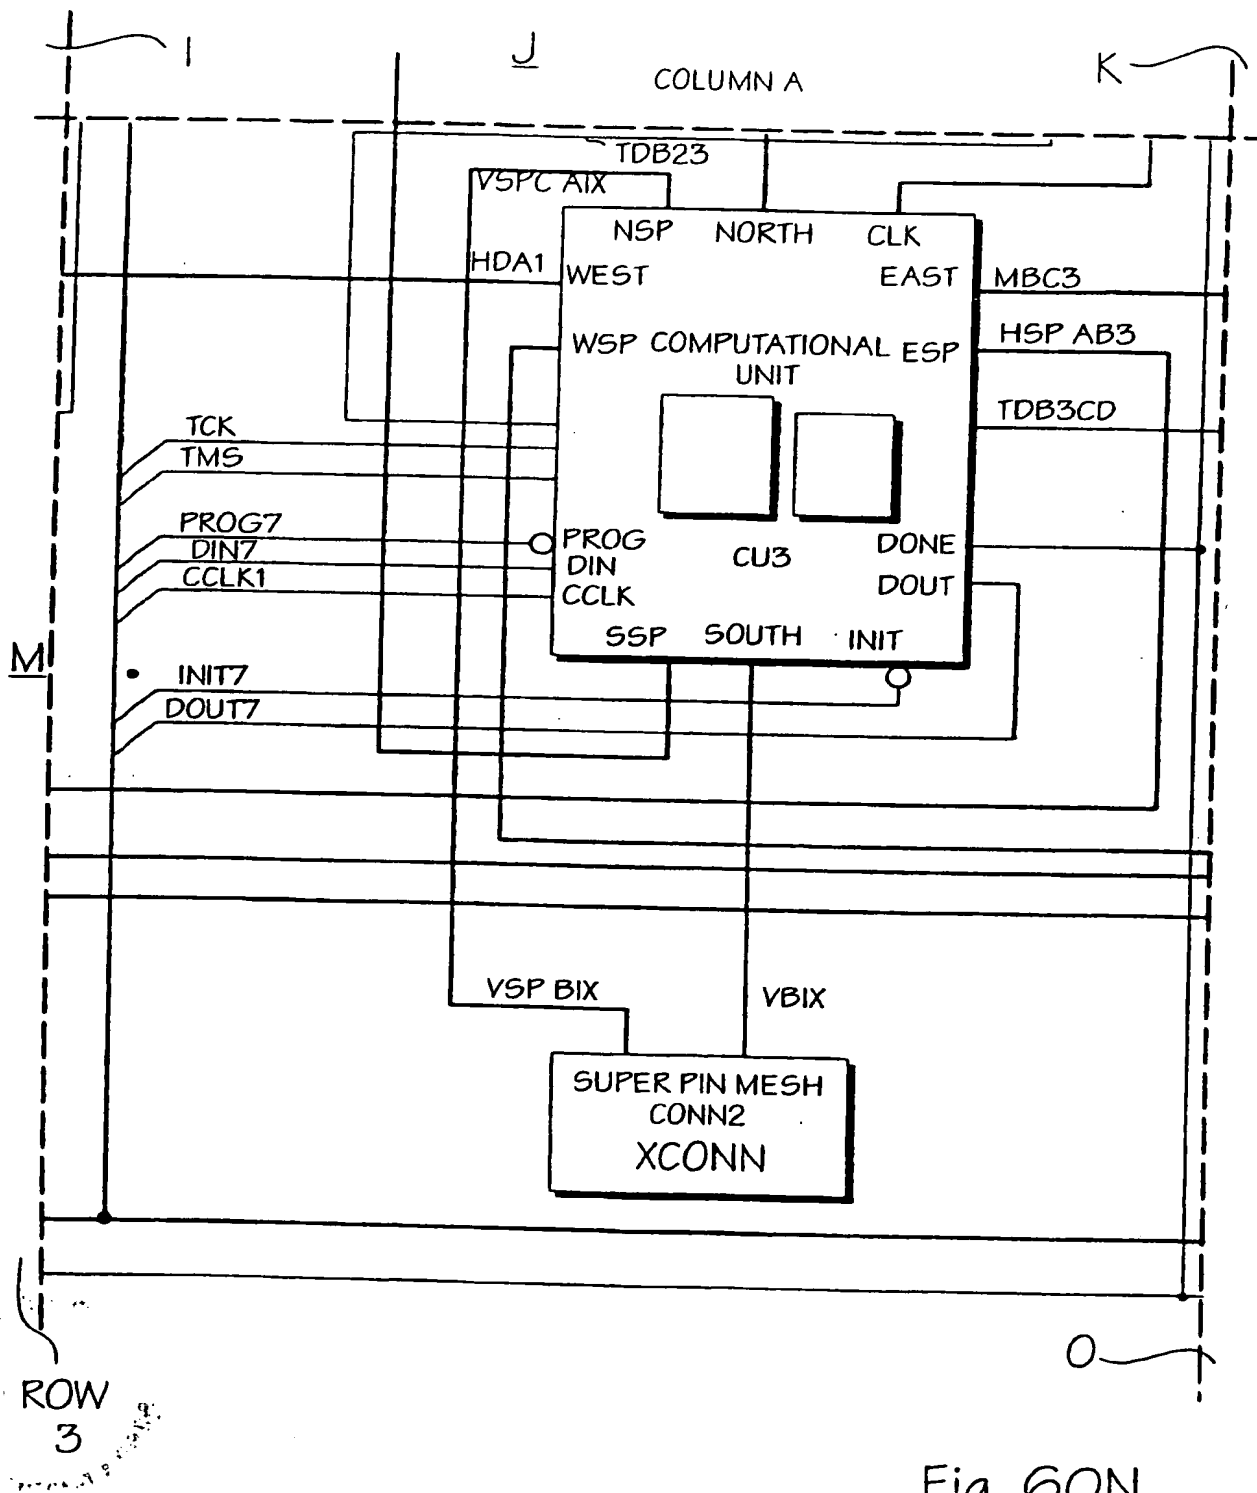 I
J
K
COLUMN A
TDB23
VSPC AIX
NSP NORTH CLK
HDA1
WEST EAST
MBC3
WSP COMPUTATIONAL ESP
UNIT
HSP AB3
TDB3CD
TCK
TMS
PROG7
DIN7
CCLK1
PROG
DIN
CCLK
CU3
DONE
DOUT
SSP SOUTH INIT
M
INIT7
DOUT7
VSP BIX
VBIX
SUPER PIN MESH
CONN2
XCONN
ROW
3
O
Fig. 60N